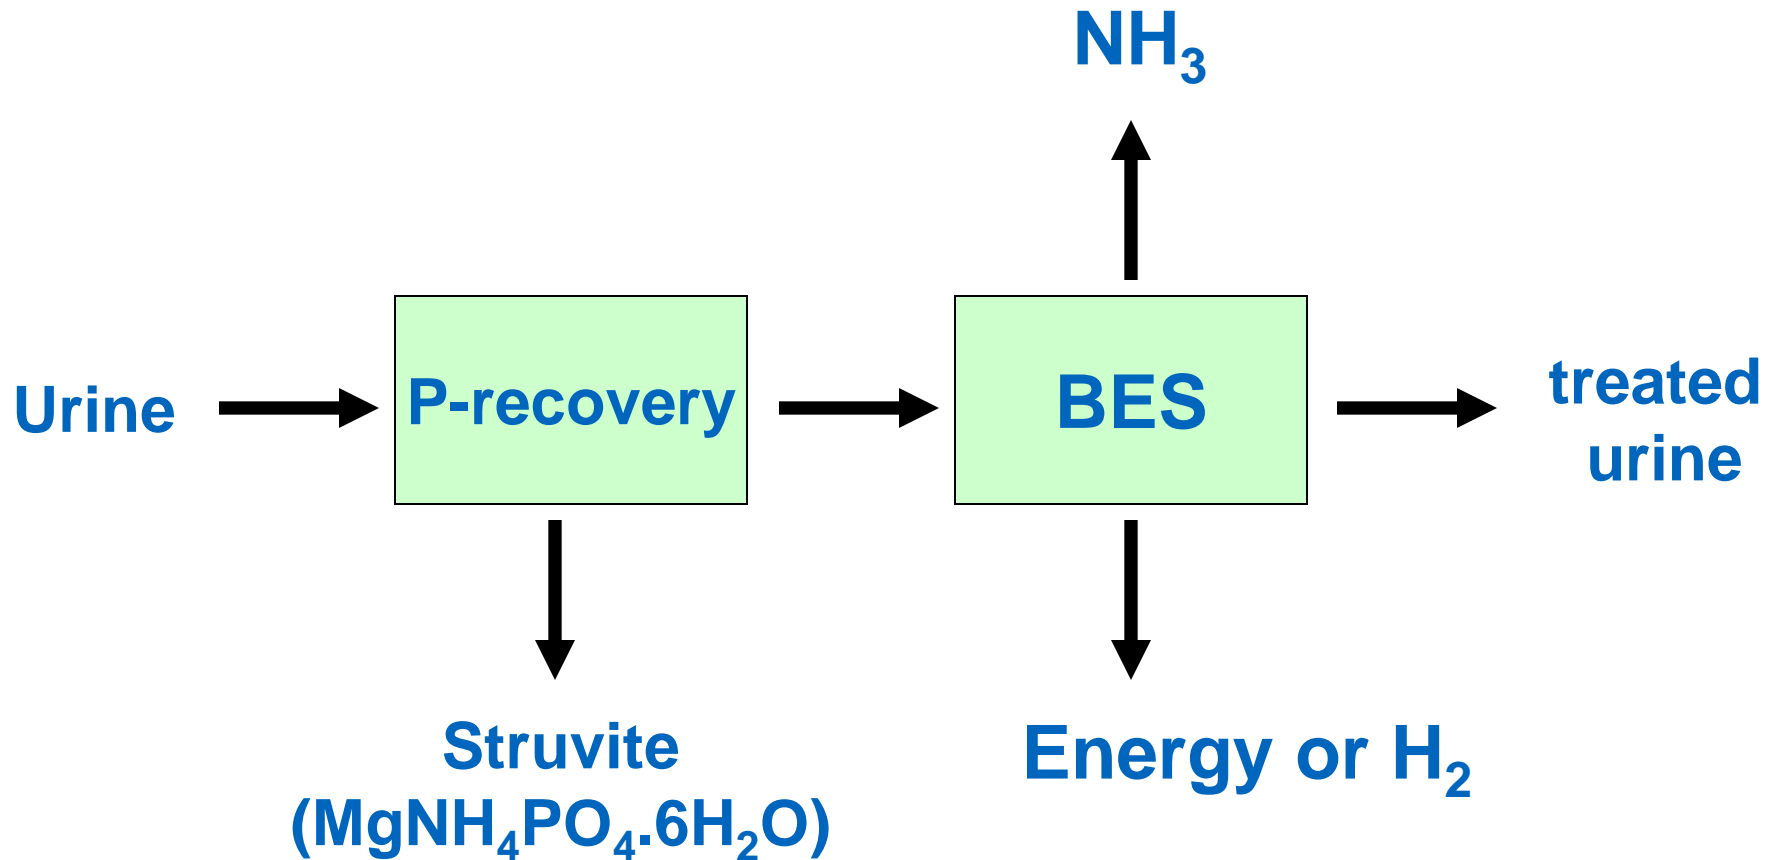 NH₃
Urine
P-recovery
BES
treated
urine
Struvite
(MgNH₄PO₄.6H₂O)
Energy or H₂